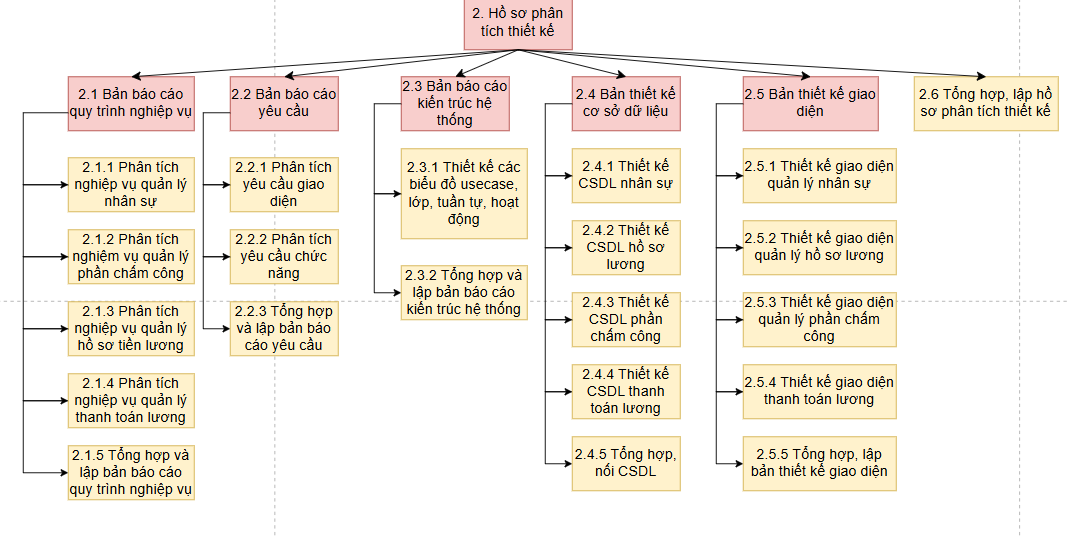 2. Hồ sơ phân
tích thiết kế
2.1 Bản báo cáo
quy trình nghiệp vụ
2.2 Bản báo cáo
yêu cầu
2.3 Bản báo cáo
kiến trúc hệ
thống
2.4 Bản thiết kế
cơ sở dữ liệu
2.5 Bản thiết kế giao
diện
2.6 Tổng hợp, lập hồ
sơ phân tích thiết kế
2.1.1 Phân tích
nghiệp vụ quản lý
nhân sự
2.1.2 Phân tích
nghiệm vụ quản lý
phần chấm công
2.1.3 Phân tích
nghiệp vụ quản lý
hồ sơ tiền lương
2.1.4 Phân tích
nghiệp vụ quản lý
thanh toán lương
2.1.5 Tổng hợp và
lập bản báo cáo
quy trình nghiệp vụ
2.2.1 Phân tích
yêu cầu giao
diện
2.2.2 Phân tích
yêu cầu chức
năng
2.2.3 Tổng hợp
và lập bản báo
cáo yêu cầu
2.3.1 Thiết kế các
biểu đồ usecase,
lớp, tuần tự, hoạt
động
2.3.2 Tổng hợp và
lập bản báo cáo
kiến trúc hệ thống
2.4.1 Thiết kế
CSDL nhân sự
2.4.2 Thiết kế
CSDL hồ sơ
lương
2.4.3 Thiết kế
CSDL phần
chấm công
2.4.4 Thiết kế
CSDL thanh
toán lương
2.4.5 Tổng hợp,
nối CSDL
2.5.1 Thiết kế giao diện
quản lý nhân sự
2.5.2 Thiết kế giao diện
quản lý hồ sơ lương
2.5.3 Thiết kế giao diện
quản lý phần chấm
công
2.5.4 Thiết kế giao diện
thanh toán lương
2.5.5 Tổng hợp, lập
bản thiết kế giao diện